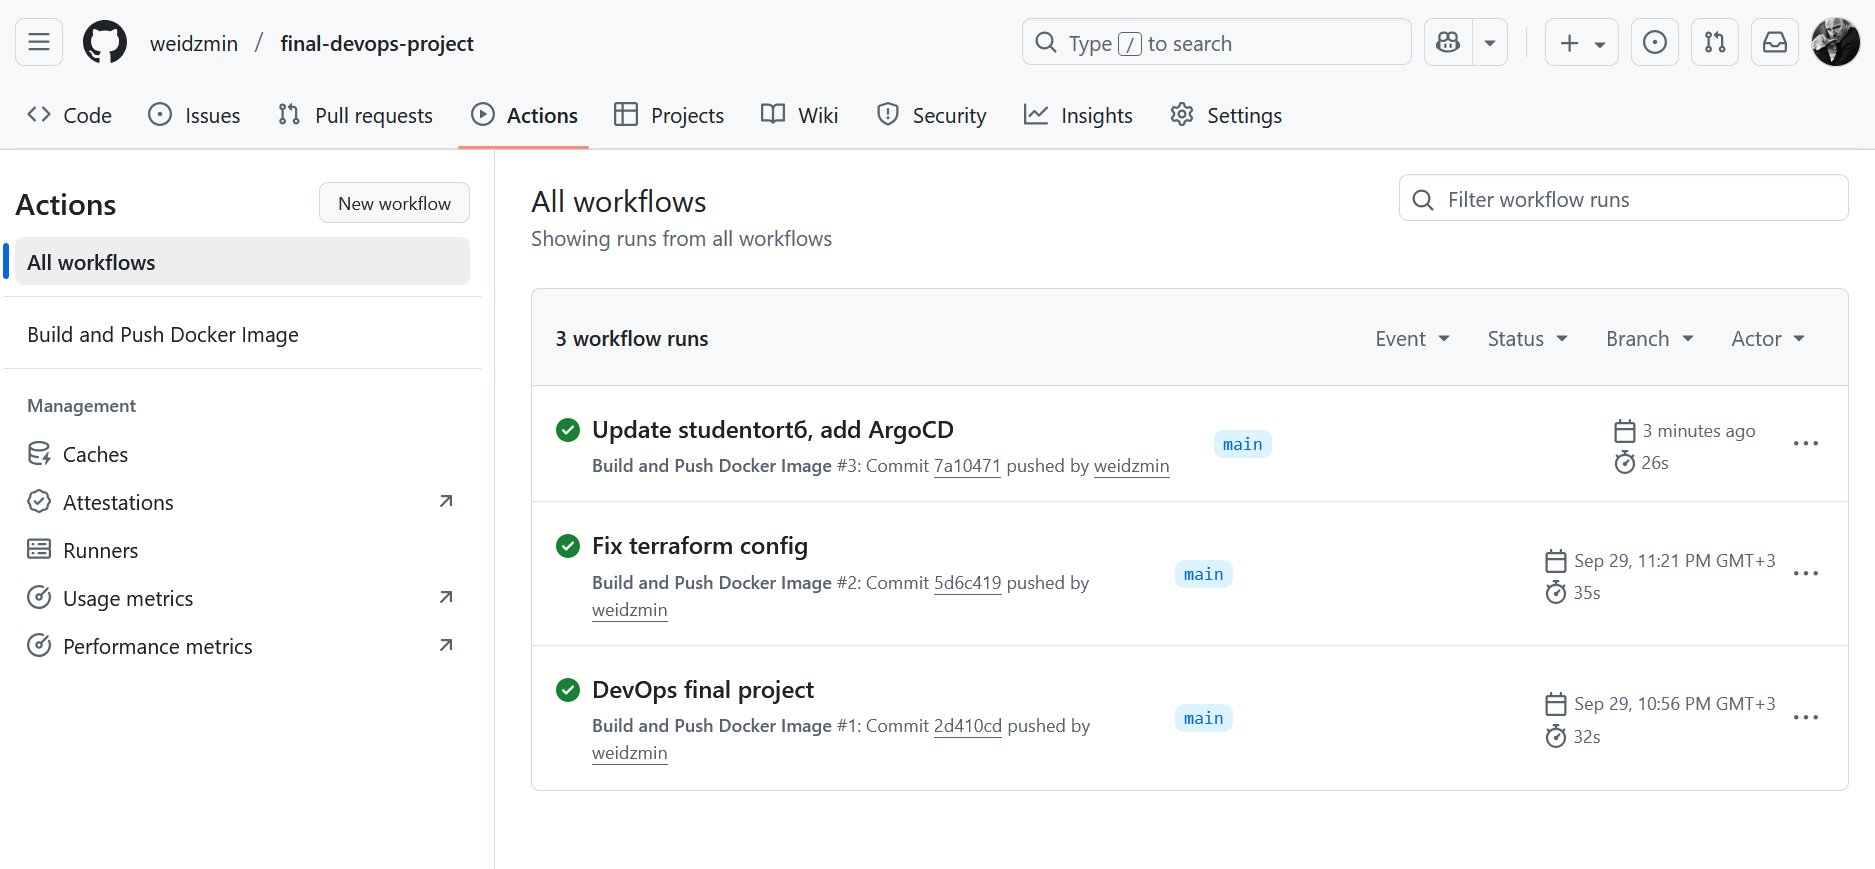 weidzmin / final-devops-project
Type / to search
Code
Issues
Pull requests
Actions
Projects
Wiki
Security
Insights
Settings
Actions
New workflow
All workflows
Build and Push Docker Image
Management
Caches
Attestations
Runners
Usage metrics
Performance metrics
All workflows
Showing runs from all workflows
Filter workflow runs
3 workflow runs
Event
Status
Branch
Actor
Update studentort6, add ArgoCD
Build and Push Docker Image #3: Commit 7a10471 pushed by weidzmin
main
3 minutes ago
26s
Fix terraform config
Build and Push Docker Image #2: Commit 5d6c419 pushed by
weidzmin
main
Sep 29, 11:21 PM GMT+3
35s
DevOps final project
Build and Push Docker Image #1: Commit 2d410cd pushed by
weidzmin
main
Sep 29, 10:56 PM GMT+3
32s